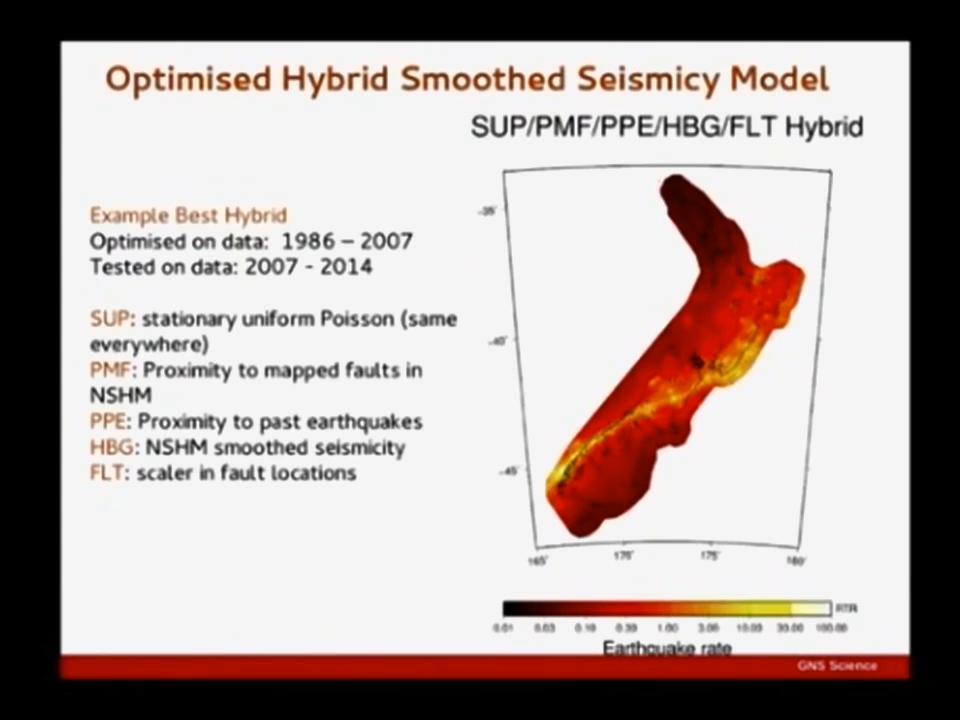 Optimised Hybrid Smoothed Seismicy Model
SUP/PMF/PPE/HBG/FLT Hybrid
Example Best Hybrid
Optimised on data: 1986 – 2007
Tested on data: 2007 - 2014
SUP: stationary uniform Poisson (same
everywhere)
PMF: Proximity to mapped faults in
NSHM
PPE: Proximity to past earthquakes
HBG: NSHM smoothed seismicity
FLT: scaler in fault locations
-35°
-40°
-45°
165° 170° 175° 180°
RTR
0.01 0.03 0.10 0.30 1.00 3.00 10.00 30.00 100.00
Earthquake rate
GNS Science